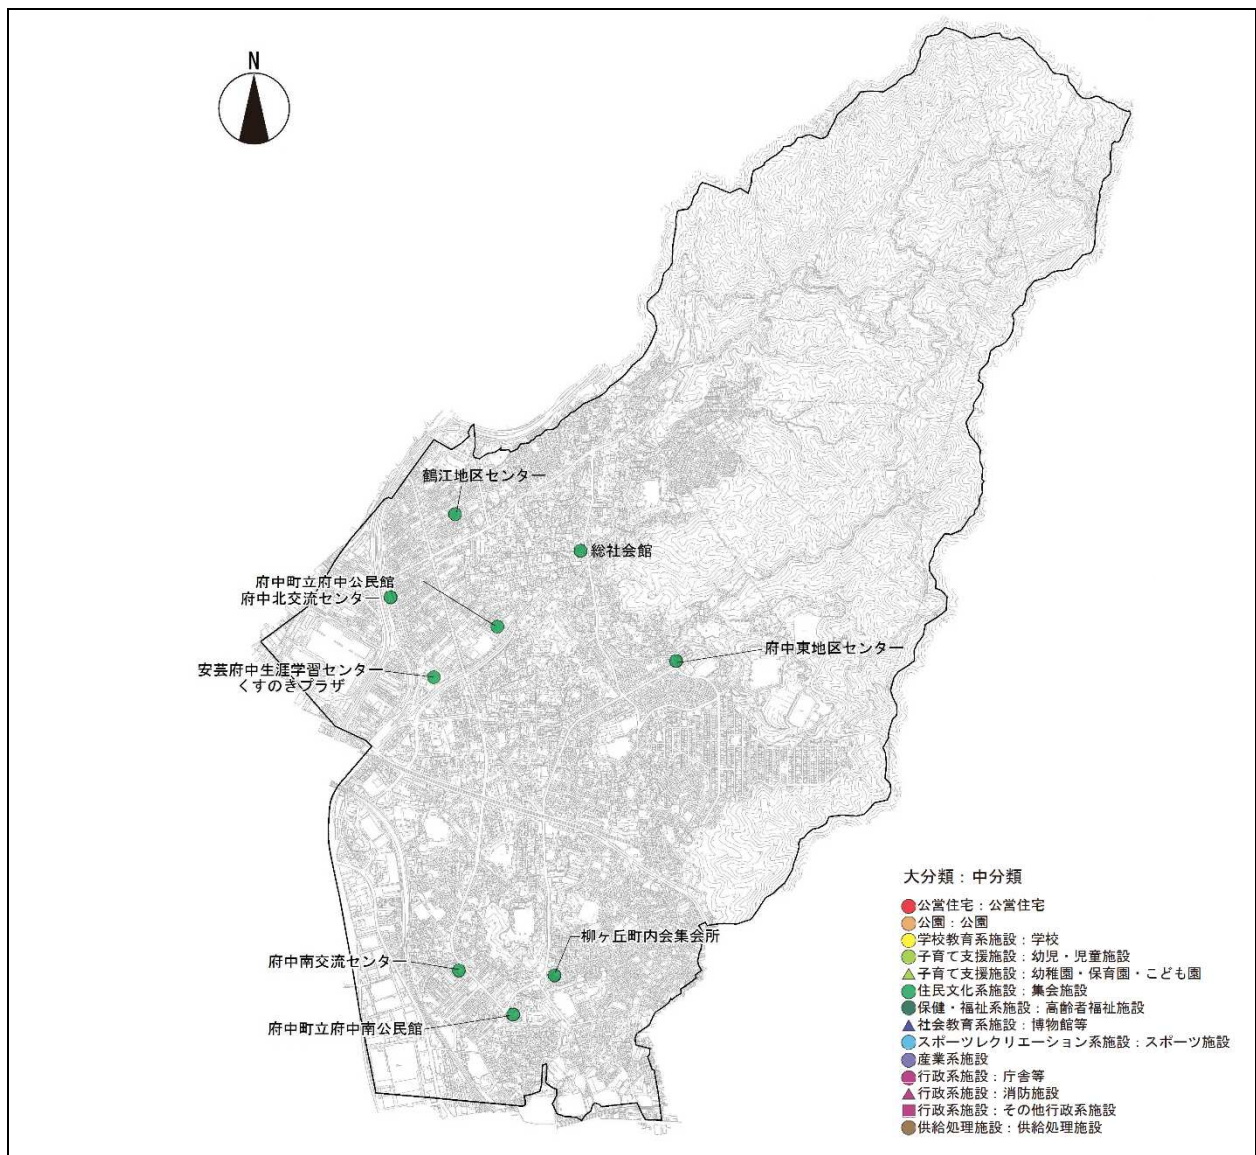 N
鶴江地区センター
総社会館
府中町立府中公民館
府中北交流センター
府中東地区センター
安芸府中生涯学習センター
くすのきプラザ
柳ヶ丘町内会集会所
府中南交流センター
府中町立府中南公民館
大分類：中分類
公営住宅：公営住宅
公園：公園
学校教育系施設：学校
子育て支援施設：幼児・児童施設
子育て支援施設：幼稚園・保育園・こども園
住民文化系施設：集会施設
保健・福祉系施設：高齢者福祉施設
社会教育系施設：博物館等
スポーツレクリエーション系施設：スポーツ施設
産業系施設
行政系施設：庁舎等
行政系施設：消防施設
行政系施設：その他行政系施設
供給処理施設：供給処理施設